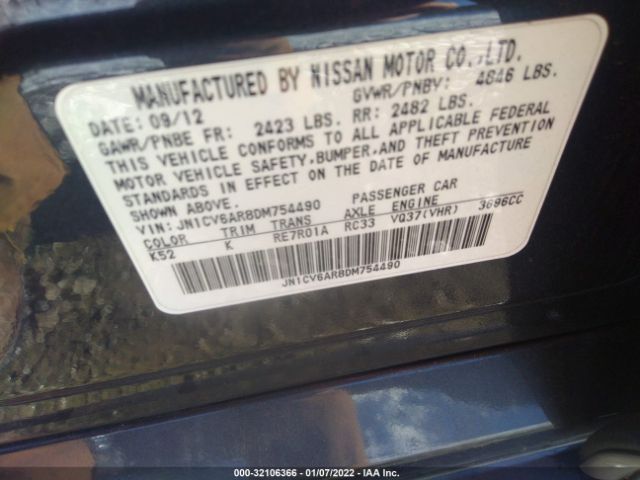 MANUFACTURED BY NISSAN MOTOR CO.,LTD.
DATE: 09/12 GVWR/PNBV: 4846 LBS.
GAWR/PNBE FR: 2423 LBS. RR: 2482 LBS.
THIS VEHICLE CONFORMS TO ALL APPLICABLE FEDERAL
MOTOR VEHICLE SAFETY,BUMPER,AND THEFT PREVENTION
STANDARDS IN EFFECT ON THE DATE OF MANUFACTURE
SHOWN ABOVE.
VIN: JN1CV6AR8DM754490 PASSENGER CAR
COLOR TRIM TRANS AXLE ENGINE
K52 K RE7R01A RC33 VQ37(VHR) 3696CC
JN1CV6AR8DM754490
000-32106366 — 01/07/2022 — IAA Inc.